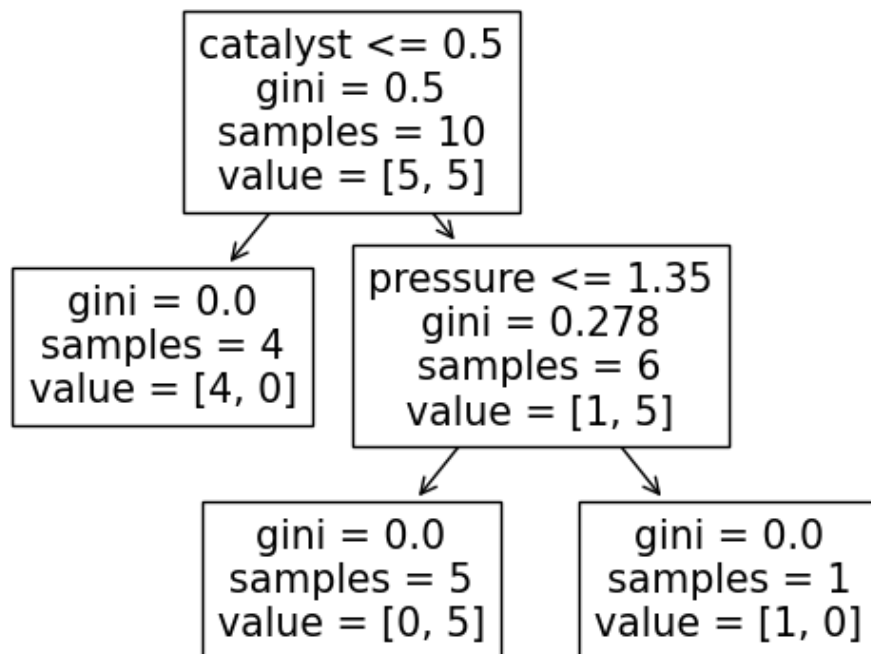 catalyst <= 0.5
gini = 0.5
samples = 10
value = [5, 5]
gini = 0.0
samples = 4
value = [4, 0]
pressure <= 1.35
gini = 0.278
samples = 6
value = [1, 5]
gini = 0.0
samples = 5
value = [0, 5]
gini = 0.0
samples = 1
value = [1, 0]